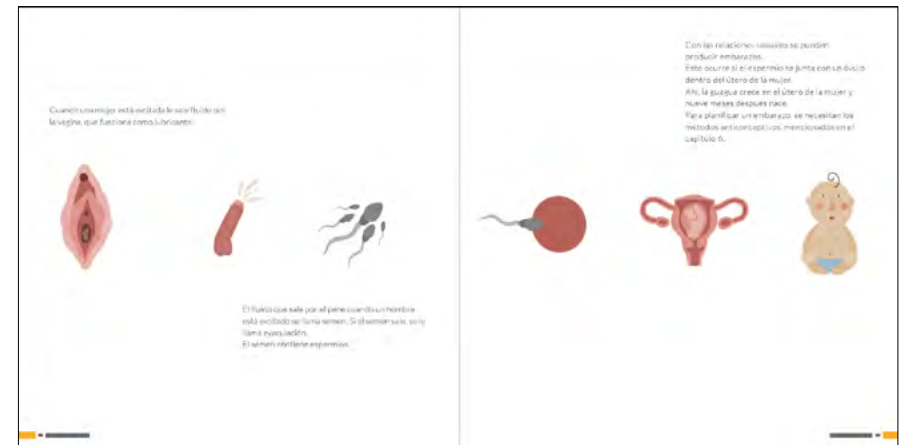 Cuando una mujer está excitada le sale fluido por
la vagina, que funciona como lubricante.
El fluido que sale por el pene cuando un hombre
está excitado se llama semen. Si el semen sale, se le
llama eyaculación.
El semen contiene espermios.
Con las relaciones sexuales se pueden
producir embarazos.
Esto ocurre si el espermio se junta con un óvulo
dentro del útero de la mujer.
Ahí, la guagua crece en el útero de la mujer y
nueve meses después nace.
Para planificar un embarazo, se necesitan los
métodos anticonceptivos, mencionados en el
capítulo 6.